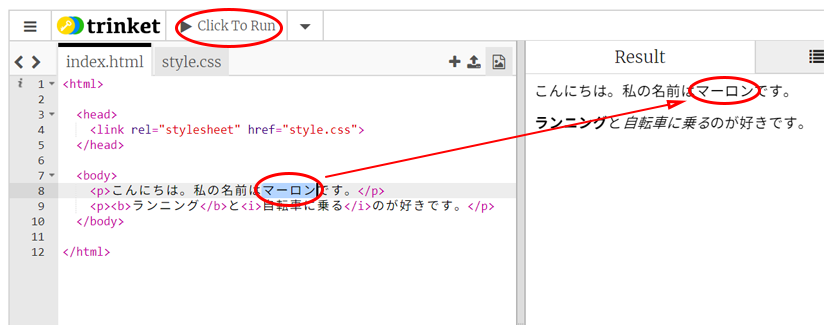 trinket
Click To Run
index.html
style.css
Result
1 <html>
2
3 <head>
4 <link rel="stylesheet" href="style.css">
5 </head>
6
7 <body>
8 <p>こんにちは。私の名前はマーロンです。</p>
9 <p><b>ランニング</b>と<i>自転車に乗る</i>のが好きです。</p>
10 </body>
11
12 </html>
こんにちは。私の名前はマーロンです。
ランニングと自転車に乗るのが好きです。